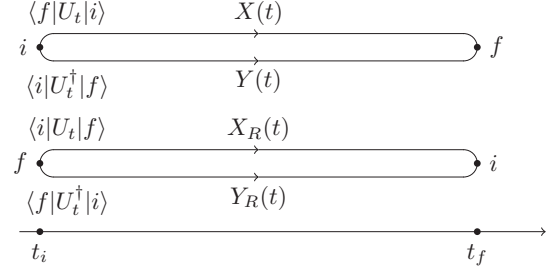 ⟨f|U_t|i⟩ X(t)
i f
⟨i|U_t^†|f⟩ Y(t)
⟨i|U_t|f⟩ X_R(t)
f i
⟨f|U_t^†|i⟩ Y_R(t)
t_i t_f